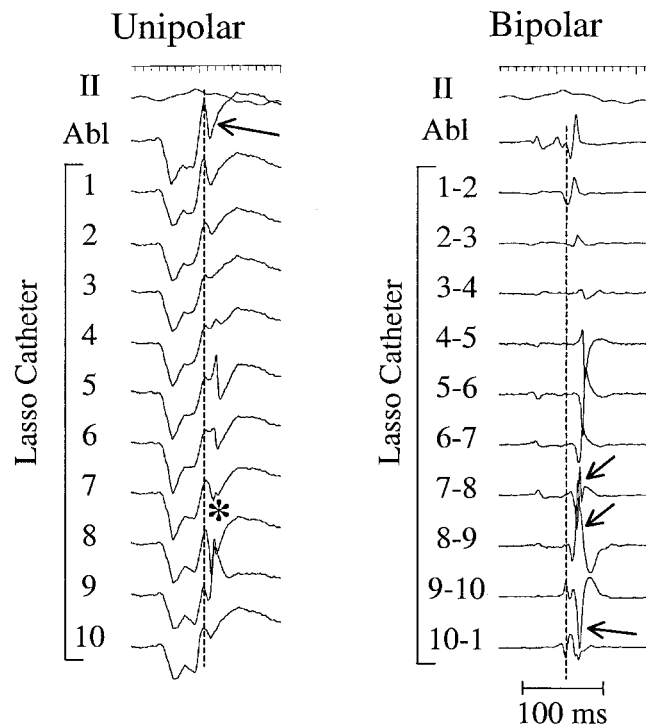 Unipolar
II
Abl
Lasso Catheter
1
2
3
4
5
6
7
*
8
9
10
Bipolar
II
Abl
Lasso Catheter
1-2
2-3
3-4
4-5
5-6
6-7
7-8
8-9
9-10
10-1
100 ms